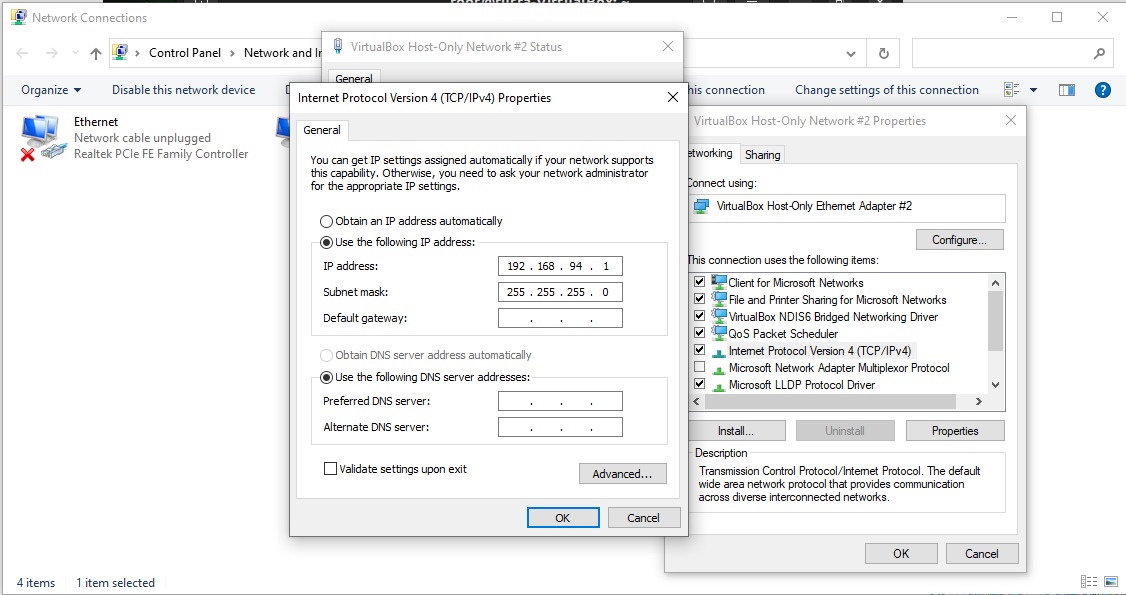 Network Connections
Control Panel
Network and In
Organize
Disable this network device
his connection
Change settings of this connection
Ethernet
Network cable unplugged
Realtek PCIe FE Family Controller
VirtualBox Host-Only Network #2 Status
General
Internet Protocol Version 4 (TCP/IPv4) Properties
General
You can get IP settings assigned automatically if your network supports
this capability. Otherwise, you need to ask your network administrator
for the appropriate IP settings.
Obtain an IP address automatically
Use the following IP address:
IP address: 192 . 168 . 94 . 1
Subnet mask: 255 . 255 . 255 . 0
Default gateway: . . .
Obtain DNS server address automatically
Use the following DNS server addresses:
Preferred DNS server: . . .
Alternate DNS server: . . .
Validate settings upon exit
Advanced...
OK Cancel
VirtualBox Host-Only Network #2 Properties
etworking Sharing
Connect using:
VirtualBox Host-Only Ethernet Adapter #2
Configure...
This connection uses the following items:
Client for Microsoft Networks
File and Printer Sharing for Microsoft Networks
VirtualBox NDIS6 Bridged Networking Driver
QoS Packet Scheduler
Internet Protocol Version 4 (TCP/IPv4)
Microsoft Network Adapter Multiplexor Protocol
Microsoft LLDP Protocol Driver
Install... Uninstall Properties
Description
Transmission Control Protocol/Internet Protocol. The default
wide area network protocol that provides communication
across diverse interconnected networks.
OK Cancel
4 items 1 item selected